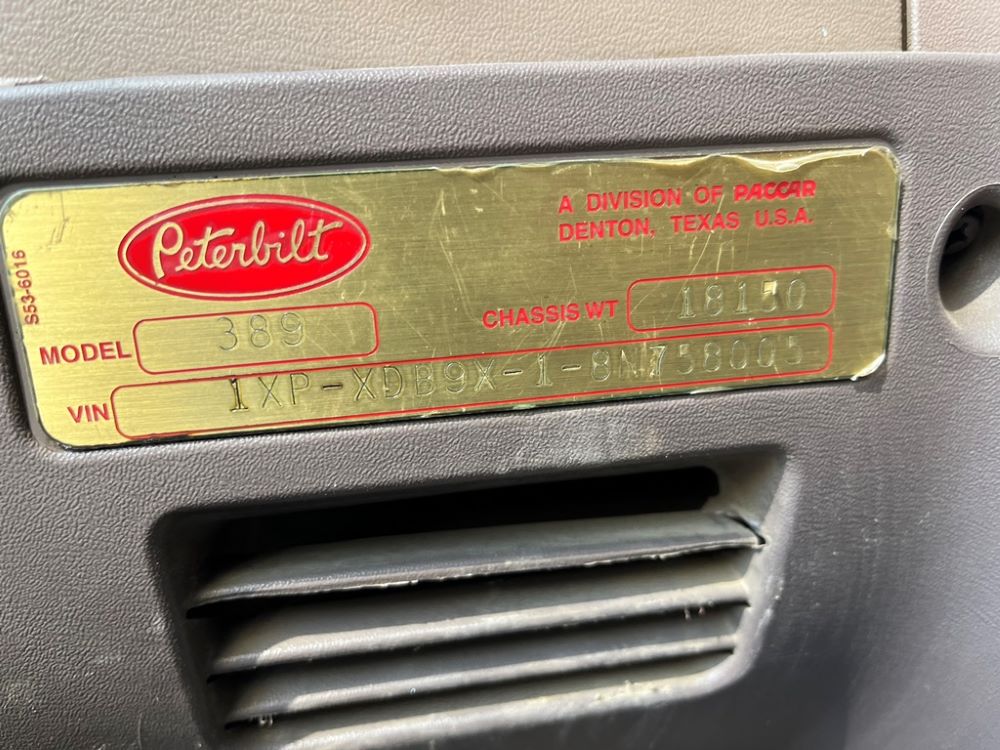 Peterbilt
A DIVISION OF PACCAR
DENTON, TEXAS U.S.A.
S53-6016
MODEL 389
CHASSIS WT 18150
VIN 1XP-XDB9X-1-8N758005